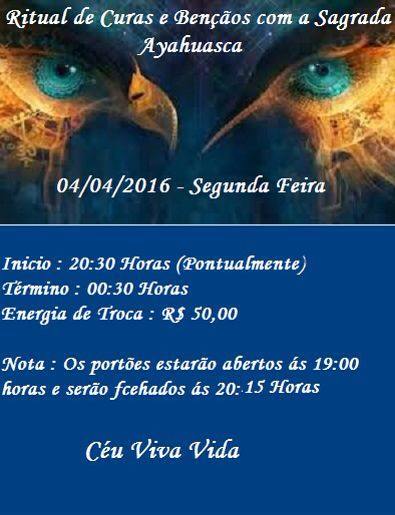 Ritual de Curas e Bençãos com a Sagrada
Ayahuasca
04/04/2016 - Segunda Feira
Inicio : 20:30 Horas (Pontualmente)
Término : 00:30 Horas
Energia de Troca : R$ 50,00
Nota : Os portões estarão abertos ás 19:00
horas e serão fcehados ás 20:.15 Horas
Céu Viva Vida